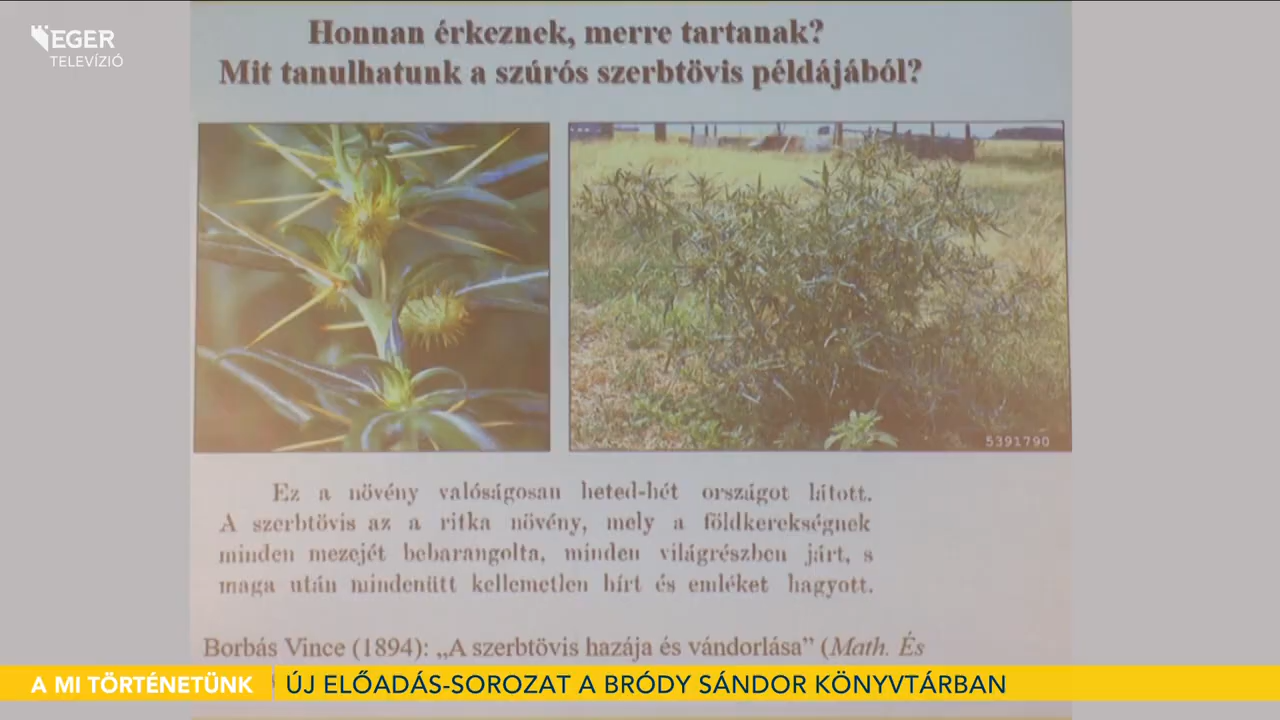 EGER
TELEVÍZIÓ
Honnan érkeznek, merre tartanak?
Mit tanulhatunk a szúrós szerbtövis példájából?
5391790
Ez a növény valóságosan heted-hét országot látott.
A szerbtövis az a ritka növény, mely a földkerekségnek
minden mezejét bebarangolta, minden világrészben járt, s
maga után mindenütt kellemetlen hírt és emléket hagyott.
Borbás Vince (1894): „A szerbtövis hazája és vándorlása” (Math. És
A MI TÖRTÉNETÜNK
ÚJ ELŐADÁS-SOROZAT A BRÓDY SÁNDOR KÖNYVTÁRBAN